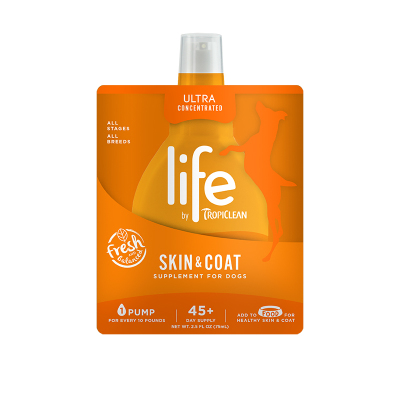 ULTRA
CONCENTRATED
ALL
STAGES
ALL
BREEDS
life
by TROPICLEAN
fresh
and
balanced
SKIN & COAT
SUPPLEMENT FOR DOGS
1 PUMP
FOR EVERY 10 POUNDS
45+
DAY SUPPLY
ADD TO FOOD FOR
HEALTHY SKIN & COAT
NET WT. 2.5 FL OZ (75mL)